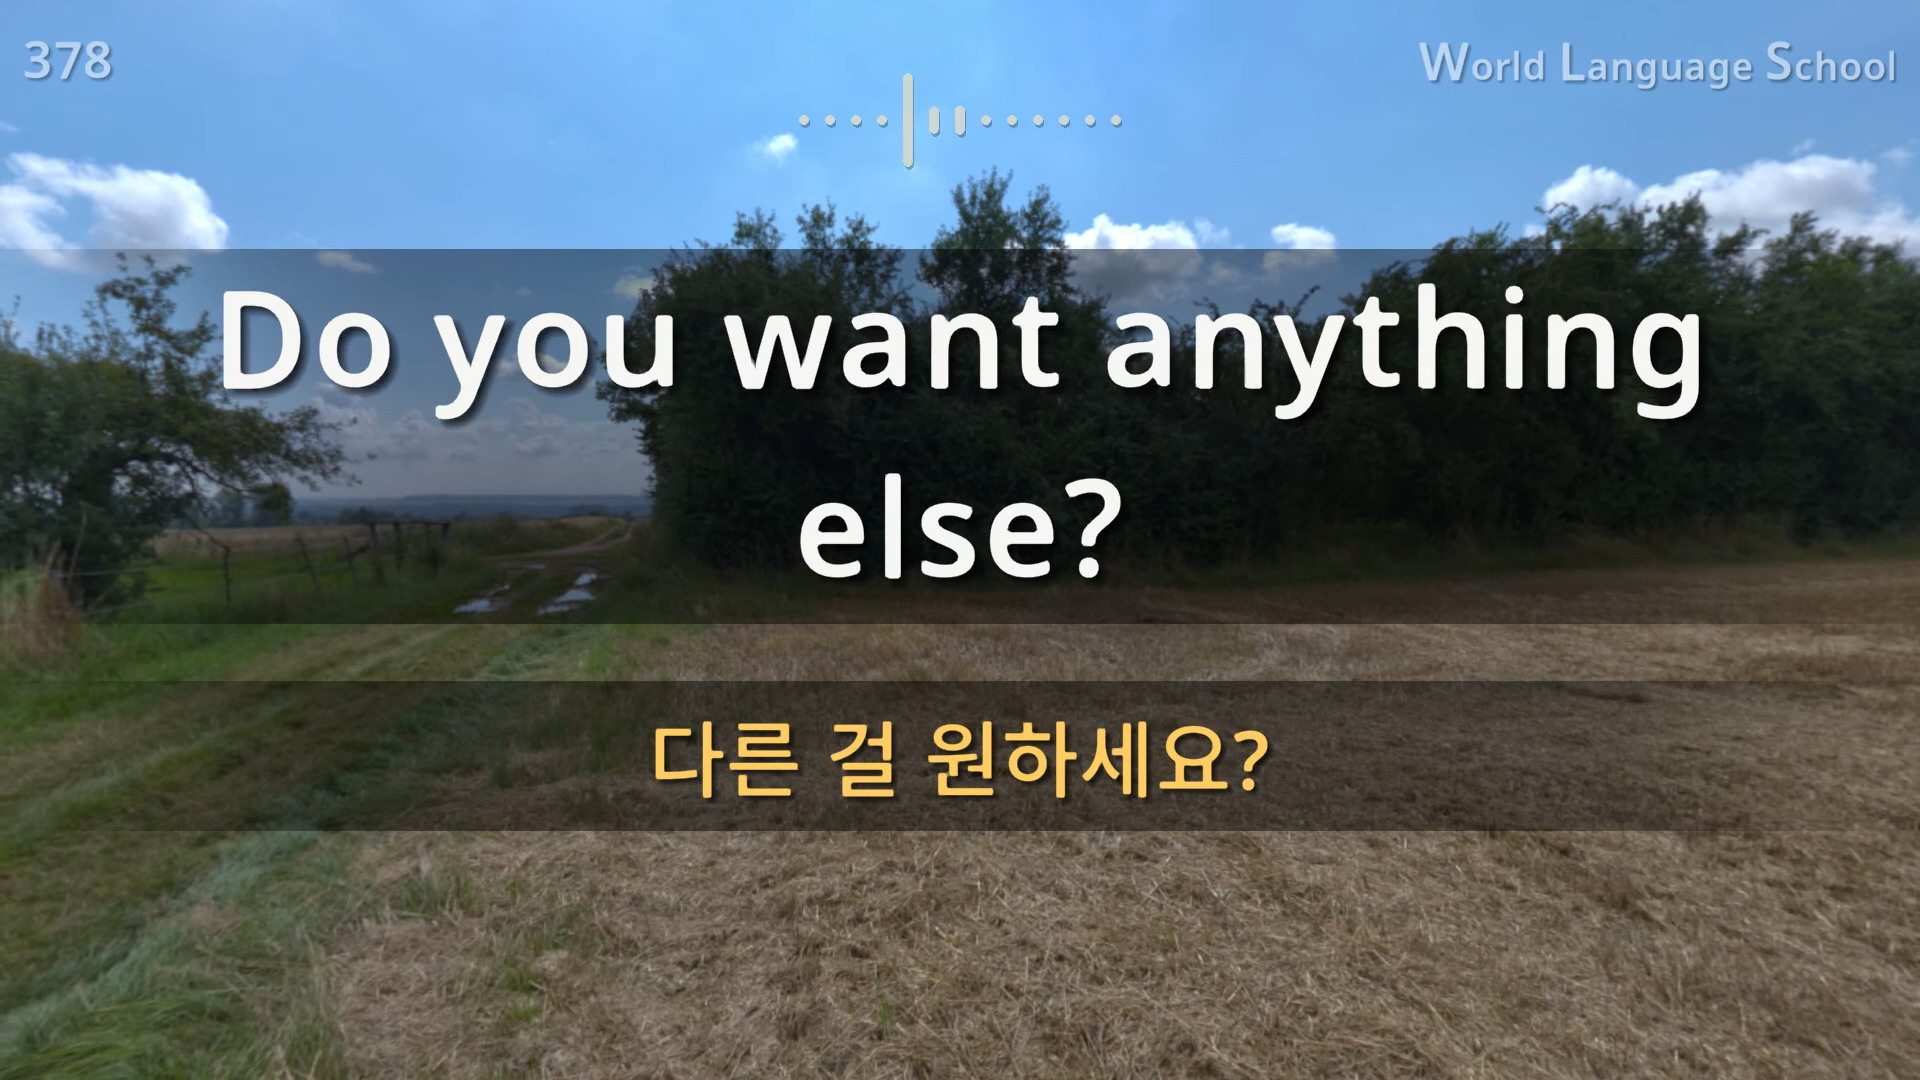 378
World Language School
Do you want anything
else?
다른 걸 원하세요?